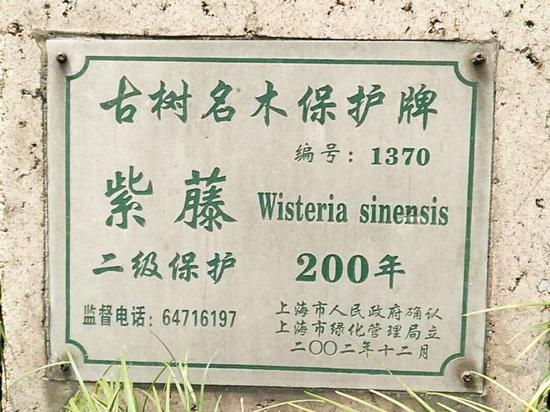 古树名木保护牌
编号：1370
紫藤 Wisteria sinensis
二级保护 200年
监督电话：64716197
上海市人民政府确认
上海市绿化管理局立
二〇〇二年十二月